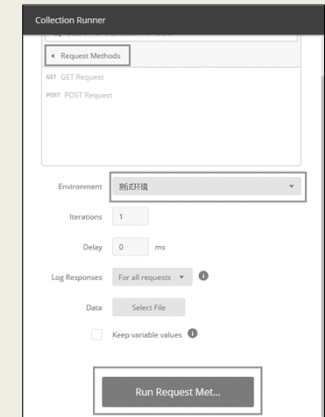 Collection Runner
Request Methods
GET GET Request
POST POST Request
Environment 测试环境
Iterations 1
Delay 0 ms
Log Responses For all requests
Data Select File
Keep variable values
Run Request Met...